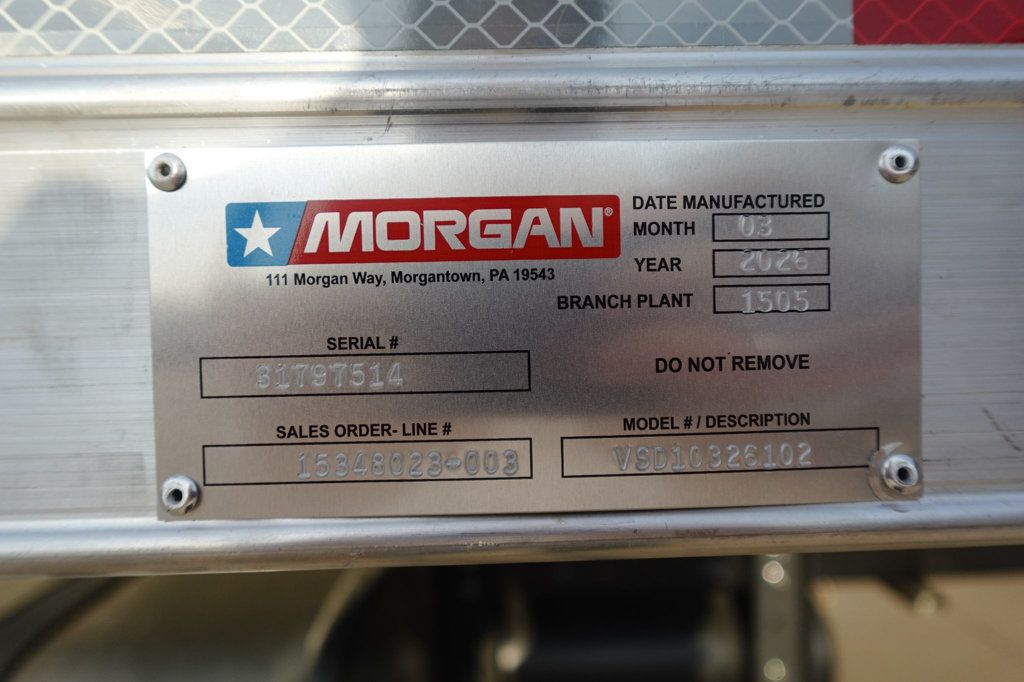 MORGAN®
111 Morgan Way, Morgantown, PA 19543
DATE MANUFACTURED
MONTH 03
YEAR 2026
BRANCH PLANT 1505
SERIAL #
31797514
DO NOT REMOVE
SALES ORDER- LINE #
15348023-003
MODEL # / DESCRIPTION
VSD10326102